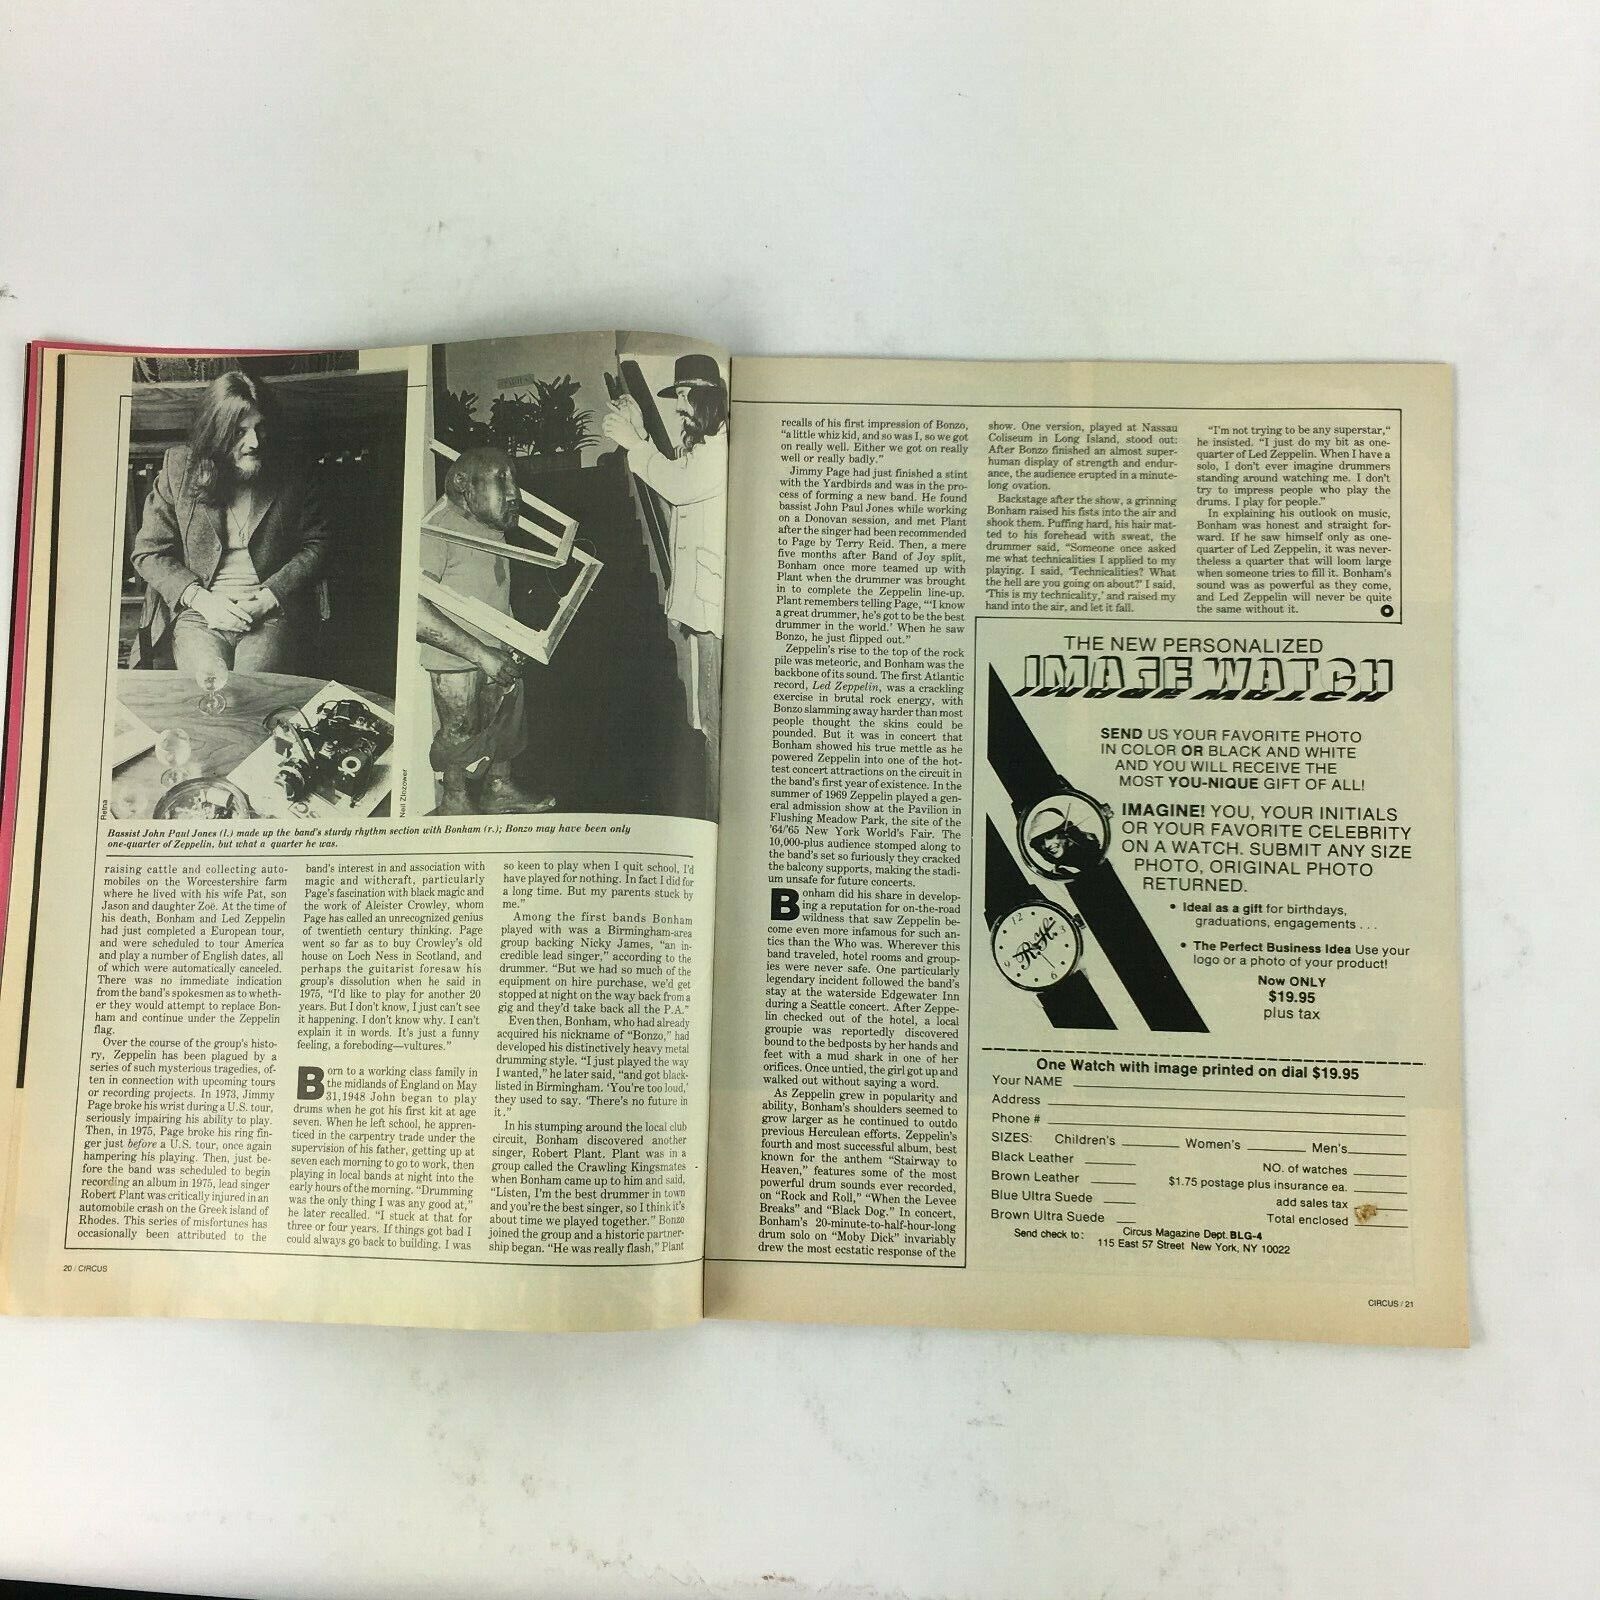 Retna
Neil Zlozower
Bassist John Paul Jones (l.) made up the band's sturdy rhythm section with Bonham (r.); Bonzo may have been only
one-quarter of Zeppelin, but what a quarter he was.
raising cattle and collecting auto-
mobiles on the Worcestershire farm
where he lived with his wife Pat, son
Jason and daughter Zoë. At the time of
his death, Bonham and Led Zeppelin
had just completed a European tour,
and were scheduled to tour America
and play a number of English dates, all
of which were automatically canceled.
There was no immediate indication
from the band's spokesmen as to wheth-
er they would attempt to replace Bon-
ham and continue under the Zeppelin
flag.
Over the course of the group's histo-
ry, Zeppelin has been plagued by a
series of such mysterious tragedies, of-
ten in connection with upcoming tours
or recording projects. In 1973, Jimmy
Page broke his wrist during a U.S. tour,
seriously impairing his ability to play.
Then, in 1975, Page broke his ring fin-
ger just before a U.S. tour, once again
hampering his playing. Then, just be-
fore the band was scheduled to begin
recording an album in 1975, lead singer
Robert Plant was critically injured in an
automobile crash on the Greek island of
Rhodes. This series of misfortunes has
occasionally been attributed to the
band's interest in and association with
magic and withcraft, particularly
Page's fascination with black magic and
the work of Aleister Crowley, whom
Page has called an unrecognized genius
of twentieth century thinking. Page
went so far as to buy Crowley's old
house on Loch Ness in Scotland, and
perhaps the guitarist foresaw his
group's dissolution when he said in
1975, "I'd like to play for another 20
years. But I don't know, I just can't see
it happening. I don't know why. I can't
explain it in words. It's just a funny
feeling, a foreboding—vultures."
Born to a working class family in
the midlands of England on May
31, 1948 John began to play
drums when he got his first kit at age
seven. When he left school, he appren-
ticed in the carpentry trade under the
supervision of his father, getting up at
seven each morning to go to work, then
playing in local bands at night into the
early hours of the morning. "Drumming
was the only thing I was any good at,"
he later recalled. "I stuck at that for
three or four years. If things got bad I
could always go back to building. I was
so keen to play when I quit school, I'd
have played for nothing. In fact I did for
a long time. But my parents stuck by
me."
Among the first bands Bonham
played with was a Birmingham-area
group backing Nicky James, "an in-
credible lead singer," according to the
drummer. "But we had so much of the
equipment on hire purchase, we'd get
stopped at night on the way back from a
gig and they'd take back all the P.A."
Even then, Bonham, who had already
acquired his nickname of "Bonzo," had
developed his distinctively heavy metal
drumming style. "I just played the way
I wanted," he later said, "and got black-
listed in Birmingham. 'You're too loud,'
they used to say. 'There's no future in
it.'"
In his stumping around the local club
circuit, Bonham discovered another
singer, Robert Plant. Plant was in a
group called the Crawling Kingsmates
when Bonham came up to him and said,
"Listen, I'm the best drummer in town
and you're the best singer, so I think it's
about time we played together." Bonzo
joined the group and a historic partner-
ship began. "He was really flash," Plant
20 / CIRCUS
recalls of his first impression of Bonzo,
"a little whiz kid, and so was I, so we got
on really well. Either we got on really
well or really badly."
Jimmy Page had just finished a stint
with the Yardbirds and was in the pro-
cess of forming a new band. He found
bassist John Paul Jones while working
on a Donovan session, and met Plant
after the singer had been recommended
to Page by Terry Reid. Then, a mere
five months after Band of Joy split,
Bonham once more teamed up with
Plant when the drummer was brought
in to complete the Zeppelin line-up.
Plant remembers telling Page, "'I know
a great drummer, he's got to be the best
drummer in the world.' When he saw
Bonzo, he just flipped out."
Zeppelin's rise to the top of the rock
pile was meteoric, and Bonham was the
backbone of its sound. The first Atlantic
record, Led Zeppelin, was a crackling
exercise in brutal rock energy, with
Bonzo slamming away harder than most
people thought the skins could be
pounded. But it was in concert that
Bonham showed his true mettle as he
powered Zeppelin into one of the hot-
test concert attractions on the circuit in
the band's first year of existence. In the
summer of 1969 Zeppelin played a gen-
eral admission show at the Pavilion in
Flushing Meadow Park, the site of the
'64/'65 New York World's Fair. The
10,000-plus audience stomped along to
the band's set so furiously they cracked
the balcony supports, making the stadi-
um unsafe for future concerts.
Bonham did his share in develop-
ing a reputation for on-the-road
wildness that saw Zeppelin be-
come even more infamous for such an-
tics than the Who was. Wherever this
band traveled, hotel rooms and group-
ies were never safe. One particularly
legendary incident followed the band's
stay at the waterside Edgewater Inn
during a Seattle concert. After Zeppe-
lin checked out of the hotel, a local
groupie was reportedly discovered
bound to the bedposts by her hands and
feet with a mud shark in one of her
orifices. Once untied, the girl got up and
walked out without saying a word.
As Zeppelin grew in popularity and
ability, Bonham's shoulders seemed to
grow larger as he continued to outdo
previous Herculean efforts. Zeppelin's
fourth and most successful album, best
known for the anthem "Stairway to
Heaven," features some of the most
powerful drum sounds ever recorded,
on "Rock and Roll," "When the Levee
Breaks" and "Black Dog." In concert,
Bonham's 20-minute-to-half-hour-long
drum solo on "Moby Dick" invariably
drew the most ecstatic response of the
show. One version, played at Nassau
Coliseum in Long Island, stood out:
After Bonzo finished an almost super-
human display of strength and endur-
ance, the audience erupted in a minute-
long ovation.
Backstage after the show, a grinning
Bonham raised his fists into the air and
shook them. Puffing hard, his hair mat-
ted to his forehead with sweat, the
drummer said, "Someone once asked
me what technicalities I applied to my
playing. I said, 'Technicalities? What
the hell are you going on about?' I said,
'This is my technicality,' and raised my
hand into the air, and let it fall.
"I'm not trying to be any superstar,"
he insisted. "I just do my bit as one-
quarter of Led Zeppelin. When I have a
solo, I don't ever imagine drummers
standing around watching me. I don't
try to impress people who play the
drums. I play for people."
In explaining his outlook on music,
Bonham was honest and straight for-
ward. If he saw himself only as one-
quarter of Led Zeppelin, it was never-
theless a quarter that will loom large
when someone tries to fill it. Bonham's
sound was as powerful as they come,
and Led Zeppelin will never be quite
the same without it.
THE NEW PERSONALIZED
IMAGE WATCH
SEND US YOUR FAVORITE PHOTO
IN COLOR OR BLACK AND WHITE
AND YOU WILL RECEIVE THE
MOST YOU-NIQUE GIFT OF ALL!
IMAGINE! YOU, YOUR INITIALS
OR YOUR FAVORITE CELEBRITY
ON A WATCH. SUBMIT ANY SIZE
PHOTO, ORIGINAL PHOTO
RETURNED.
• Ideal as a gift for birthdays,
graduations, engagements . . .
• The Perfect Business Idea Use your
logo or a photo of your product!
Now ONLY
$19.95
plus tax
12
3
6
9
R.H.
One Watch with image printed on dial $19.95
Your NAME
Address
Phone #
SIZES: Children's Women's Men's
Black Leather
NO. of watches
Brown Leather
$1.75 postage plus insurance ea.
Blue Ultra Suede
add sales tax
Brown Ultra Suede
Total enclosed
Send check to: Circus Magazine Dept. BLG-4
115 East 57 Street New York, NY 10022
CIRCUS / 21